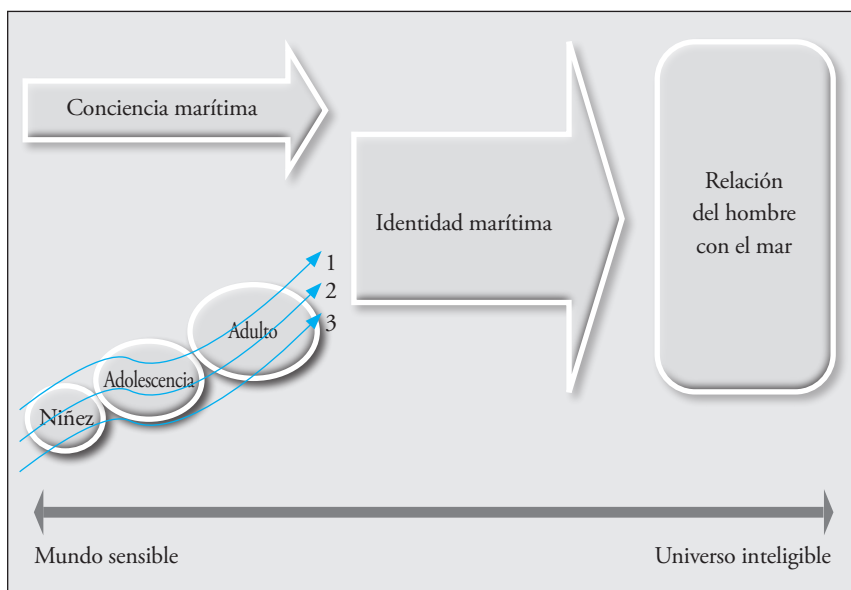 Conciencia marítima
Identidad marítima
Relación
del hombre
con el mar
1
2
3
Adulto
Adolescencia
Niñez
Mundo sensible
Universo inteligible